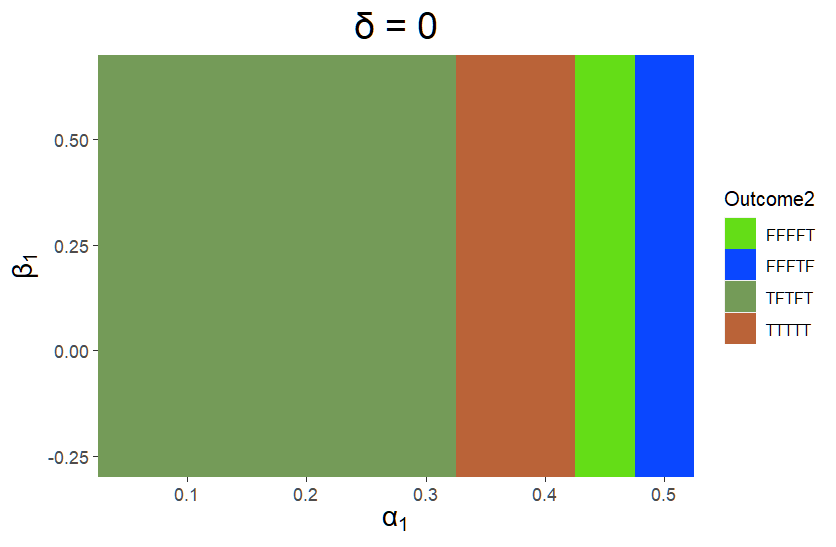 δ = 0
0.50
0.25
0.00
-0.25
β1
0.1 0.2 0.3 0.4 0.5
α1
Outcome2
FFFFT
FFFTF
TFTFT
TTTTT